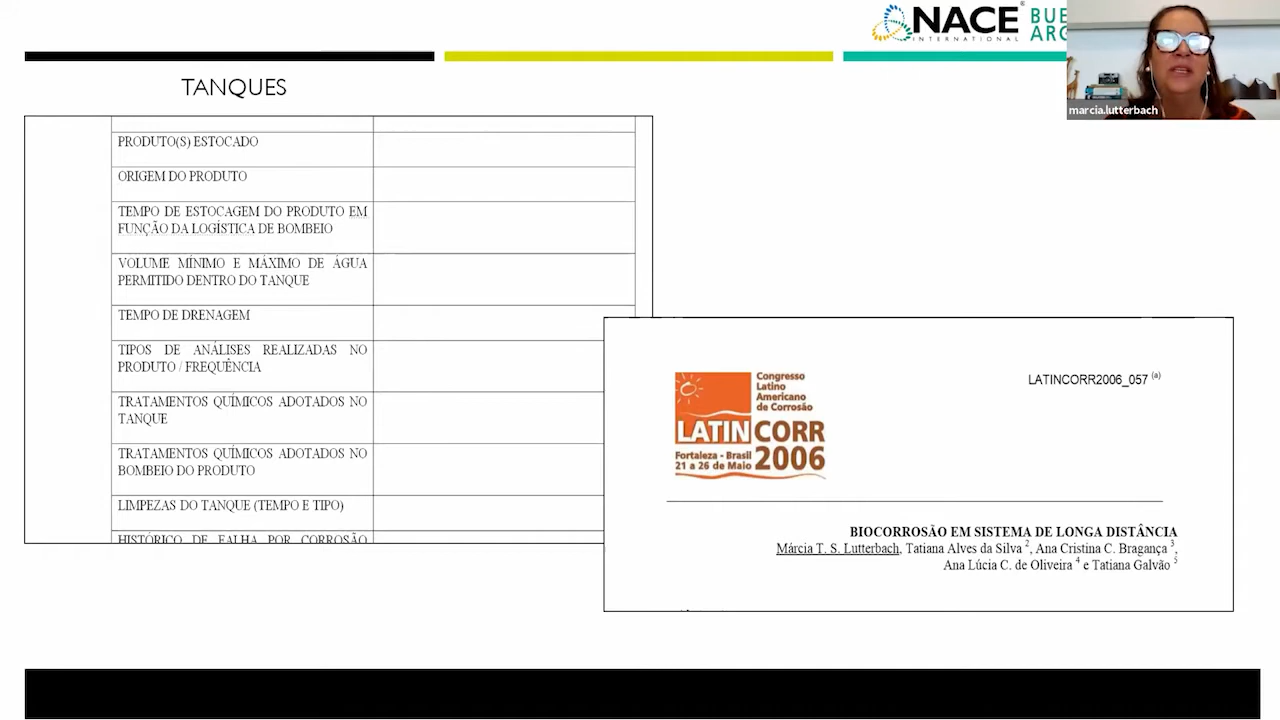 NACE
INTERNATIONAL
BUE
ARG
marcia.lutterbach
TANQUES
PRODUTO(S) ESTOCADO
ORIGEM DO PRODUTO
TEMPO DE ESTOCAGEM DO PRODUTO EM
FUNÇÃO DA LOGÍSTICA DE BOMBEIO
VOLUME MÍNIMO E MÁXIMO DE ÁGUA
PERMITIDO DENTRO DO TANQUE
TEMPO DE DRENAGEM
TIPOS DE ANÁLISES REALIZADAS NO
PRODUTO / FREQUÊNCIA
TRATAMENTOS QUÍMICOS ADOTADOS NO
TANQUE
TRATAMENTOS QUÍMICOS ADOTADOS NO
BOMBEIO DO PRODUTO
LIMPEZAS DO TANQUE (TEMPO E TIPO)
HISTÓRICO DE FALHA POR CORROSÃO
Congresso
Latino
Americano
de Corrosão
LATINCORR
Fortaleza - Brasil
21 a 26 de Maio
2006
LATINCORR2006_057 (a)
BIOCORROSÃO EM SISTEMA DE LONGA DISTÂNCIA
Márcia T. S. Lutterbach, Tatiana Alves da Silva 2, Ana Cristina C. Bragança 3,
Ana Lúcia C. de Oliveira 4 e Tatiana Galvão 5